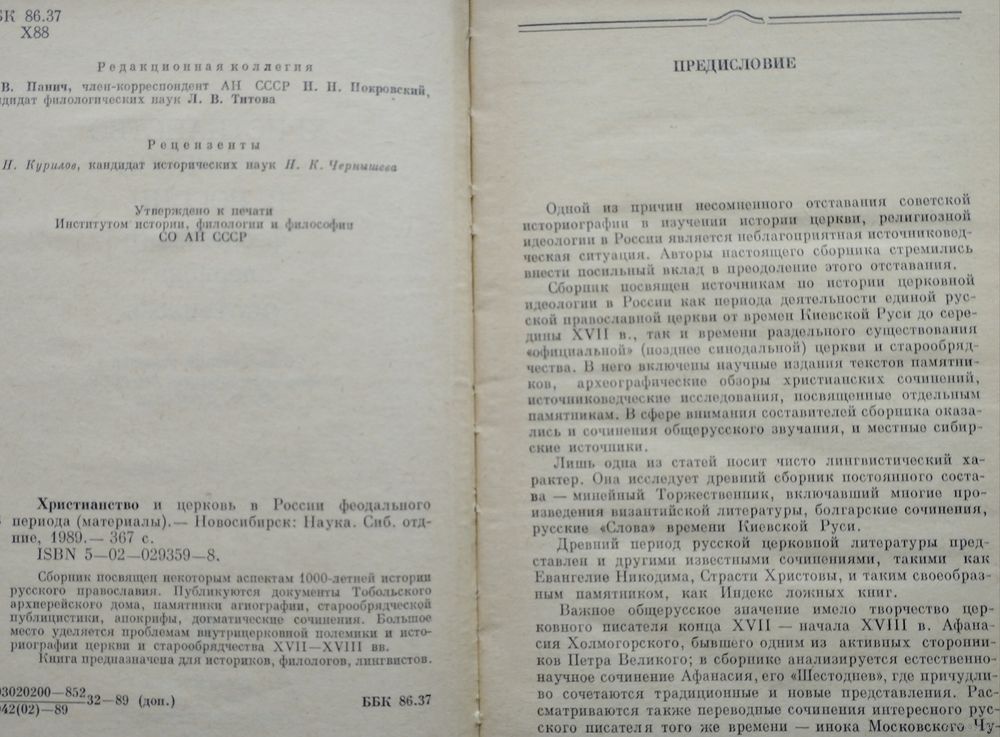 БК 86.37
Х88
Редакционная коллегия
В. Панич, член-корреспондент АН СССР Н. Н. Покровский,
дидат филологических наук Л. В. Титова
Рецензенты
Н. Курилов, кандидат исторических наук Н. К. Чернышева
Утверждено к печати
Институтом истории, филологии и философии
СО АН СССР
Христианство и церковь в России феодального
периода (материалы).— Новосибирск: Наука. Сиб. отд-
ние, 1989.— 367 с.
ISBN 5—02—029359—8.
Сборник посвящен некоторым аспектам 1000-летней истории
русского православия. Публикуются документы Тобольского
архиерейского дома, памятники агиографии, старообрядческой
публицистики, апокрифы, догматические сочинения. Большое
место уделяется проблемам внутрицерковной полемики и исто-
риографии церкви и старообрядчества XVII—XVIII вв.
Книга предназначена для историков, филологов, лингвистов.
03020200—852
042(02)—89
32—89 (доп.)
ББК 86.37
ПРЕДИСЛОВИЕ
Одной из причин несомненного отставания советской
историографии в изучении истории церкви, религиозной
идеологии в России является неблагоприятная источниковед-
ческая ситуация. Авторы настоящего сборника стремились
внести посильный вклад в преодоление этого отставания.
Сборник посвящен источникам по истории церковной
идеологии в России как периода деятельности единой рус-
ской православной церкви от времен Киевской Руси до сере-
дины XVII в., так и времени раздельного существования
«официальной» (позднее синодальной) церкви и старообряд-
чества. В него включены научные издания текстов памятни-
ков, археографические обзоры христианских сочинений,
источниковедческие исследования, посвященные отдельным
памятникам. В сфере внимания составителей сборника оказа-
лись и сочинения общерусского звучания, и местные сибир-
ские источники.
Лишь одна из статей носит чисто лингвистический ха-
рактер. Она исследует древний сборник постоянного соста-
ва — минейный Торжественник, включавший многие про-
изведения византийской литературы, болгарские сочинения,
русские «Слова» времени Киевской Руси.
Древний период русской церковной литературы пред-
ставлен и другими известными сочинениями, такими как
Евангелие Никодима, Страсти Христовы, и таким своеобраз-
ным памятником, как Индекс ложных книг.
Важное общерусское значение имело творчество цер-
ковного писателя конца XVII — начала XVIII в. Афана-
сия Холмогорского, бывшего одним из активных сторонни-
ков Петра Великого; в сборнике анализируется естественно-
научное сочинение Афанасия, его «Шестоднев», где причудли-
во сочетаются традиционные и новые представления. Рас-
сматриваются также переводные сочинения интересного рус-
ского писателя того же времени — инока Московского Чу-